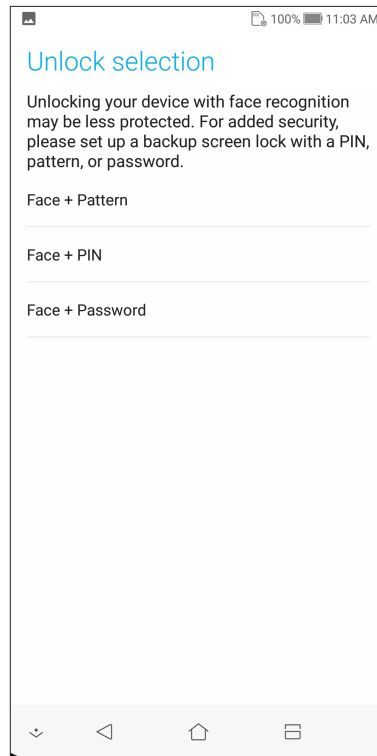 100% 11:03 AM
Unlock selection
Unlocking your device with face recognition
may be less protected. For added security,
please set up a backup screen lock with a PIN,
pattern, or password.
Face + Pattern
Face + PIN
Face + Password